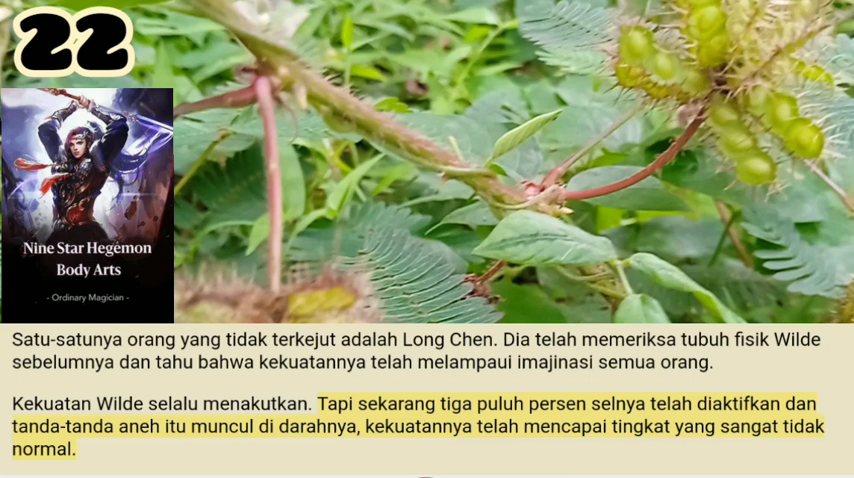 22
Nine Star Hegemon
Body Arts
- Ordinary Magician -
Satu-satunya orang yang tidak terkejut adalah Long Chen. Dia telah memeriksa tubuh fisik Wilde
sebelumnya dan tahu bahwa kekuatannya telah melampaui imajinasi semua orang.
Kekuatan Wilde selalu menakutkan. Tapi sekarang tiga puluh persen selnya telah diaktifkan dan
tanda-tanda aneh itu muncul di darahnya, kekuatannya telah mencapai tingkat yang sangat tidak
normal.